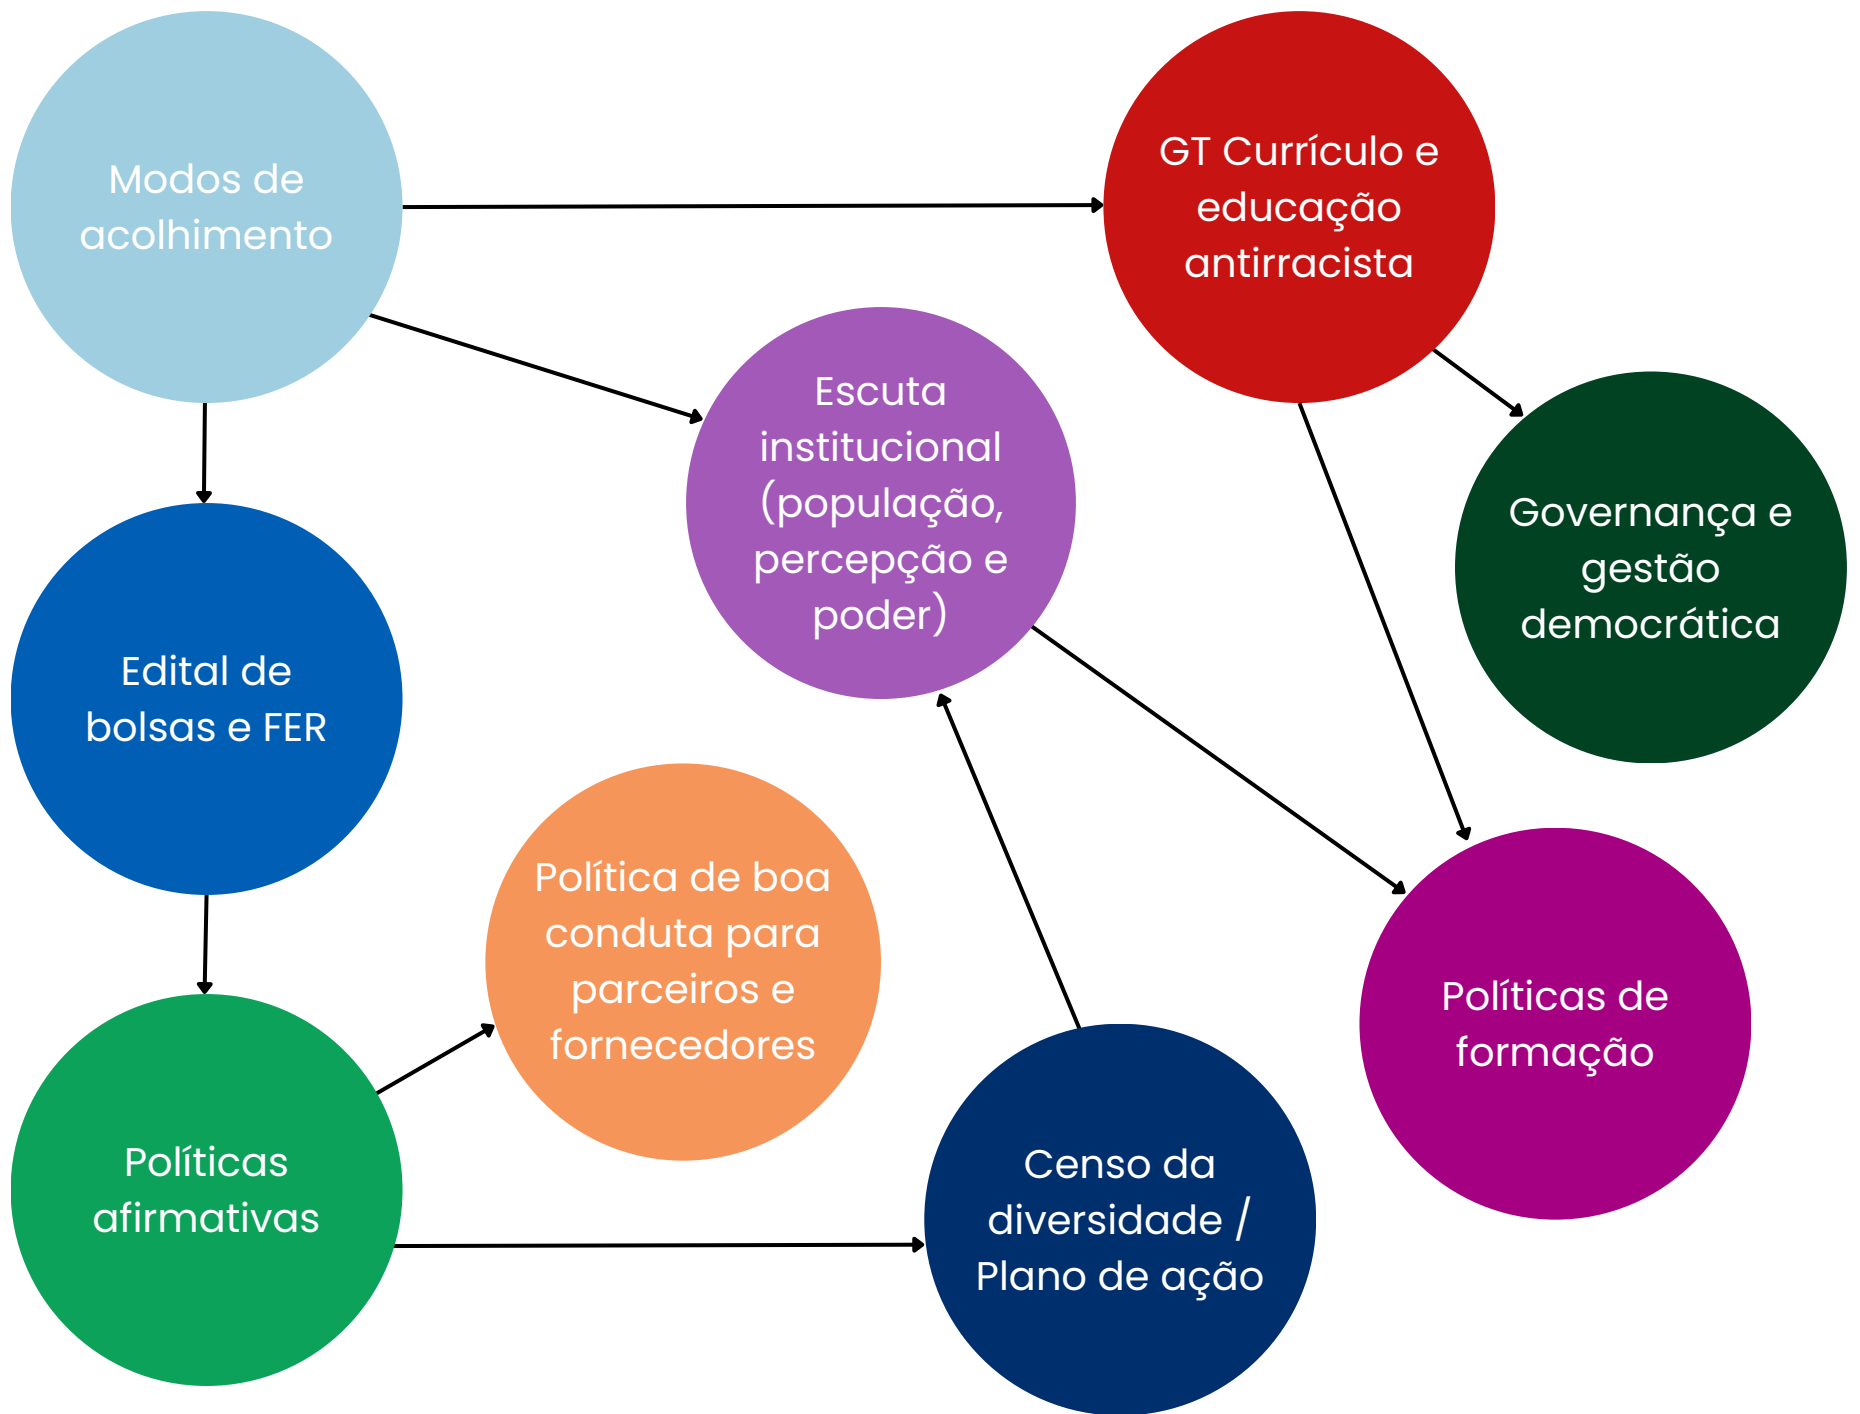 Modos de
acolhimento
GT Currículo e
educação
antirracista
Escuta
institucional
(população,
percepção e
poder)
Governança e
gestão
democrática
Edital de
bolsas e FER
Política de boa
conduta para
parceiros e
fornecedores
Políticas de
formação
Políticas
afirmativas
Censo da
diversidade /
Plano de ação